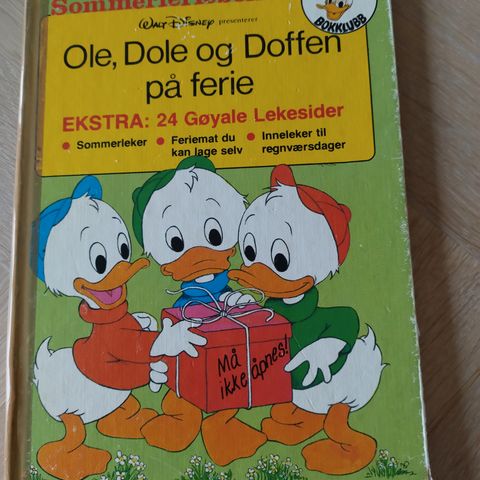 BOKKLUBB
WALT DISNEY presenterer
Ole, Dole og Doffen
på ferie
EKSTRA: 24 Gøyale Lekesider
• Sommerleker
• Feriemat du
kan lage selv
• Inneleker til
regnværsdager
Må
ikke åpnes!